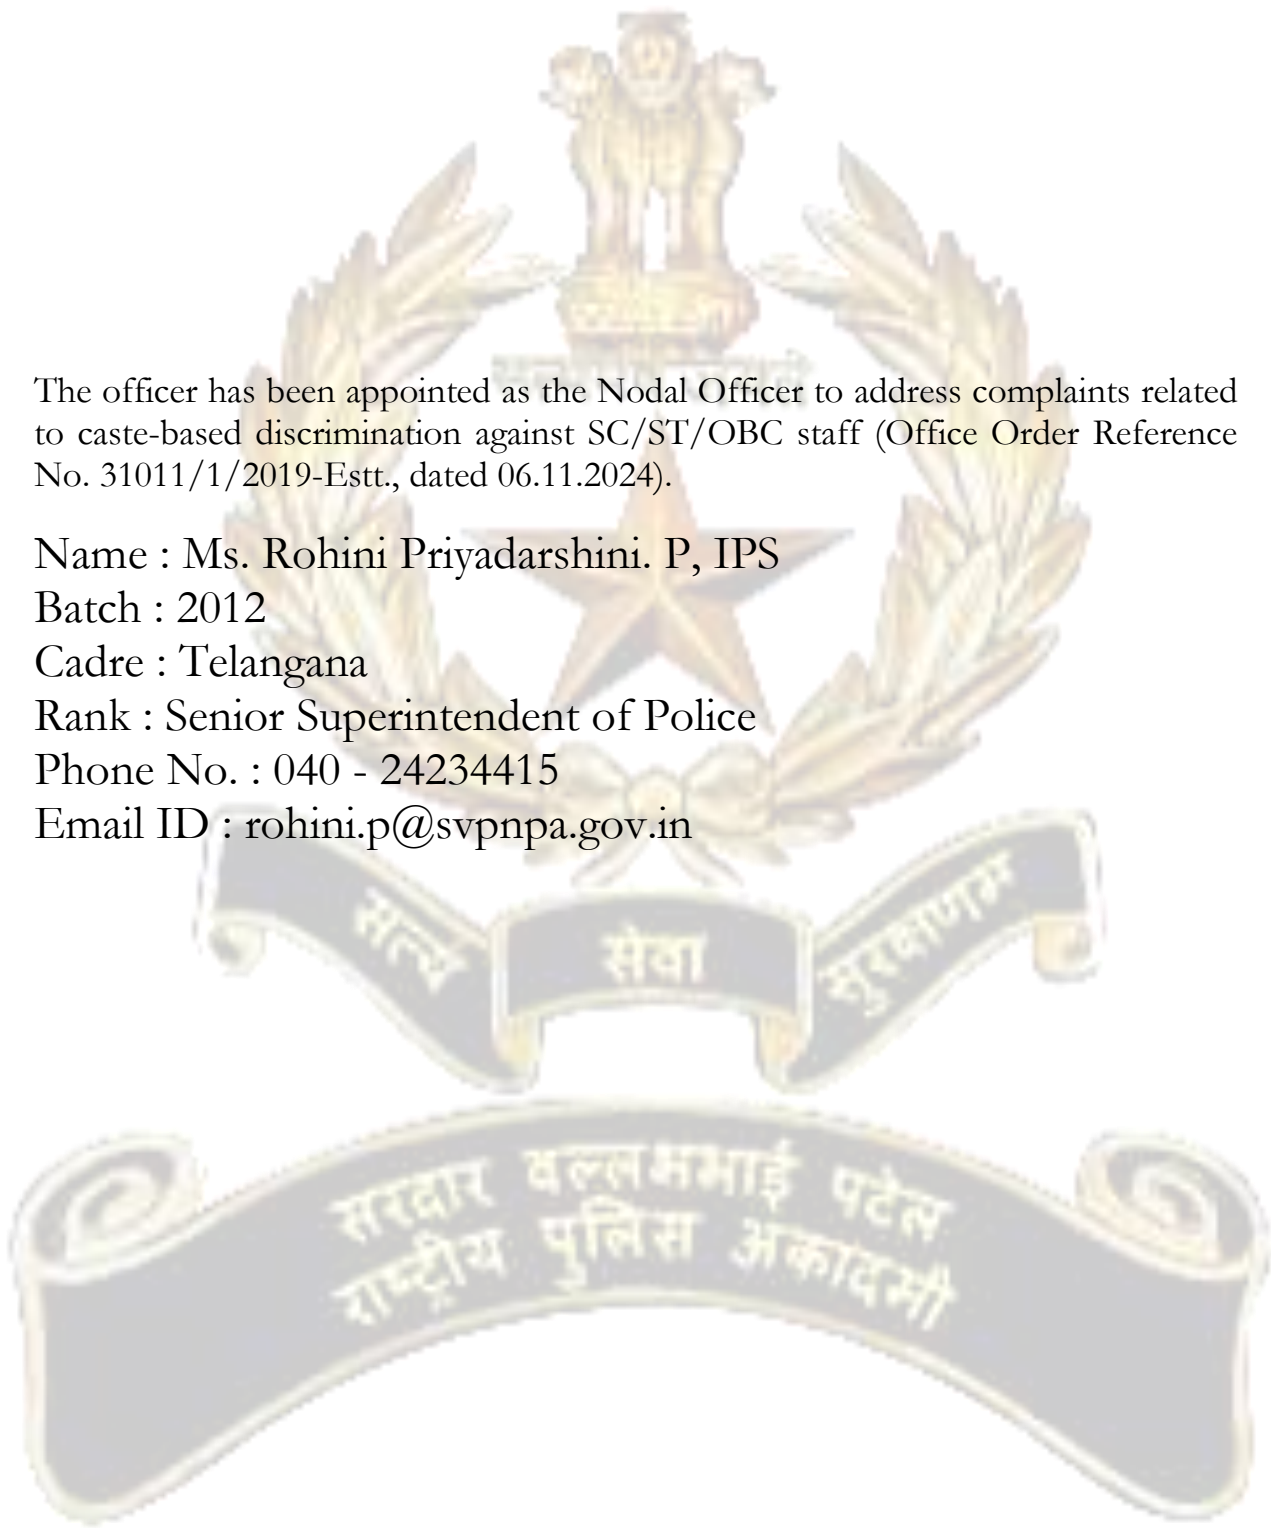 The officer has been appointed as the Nodal Officer to address complaints related
to caste-based discrimination against SC/ST/OBC staff (Office Order Reference
No. 31011/1/2019-Estt., dated 06.11.2024).
Name : Ms. Rohini Priyadarshini. P, IPS
Batch : 2012
Cadre : Telangana
Rank : Senior Superintendent of Police
Phone No. : 040 - 24234415
Email ID : rohini.p@svpnpa.gov.in
सत्य सेवा सुरक्षाणम
सरदार वल्लभभाई पटेल
राष्ट्रीय पुलिस अकादमी